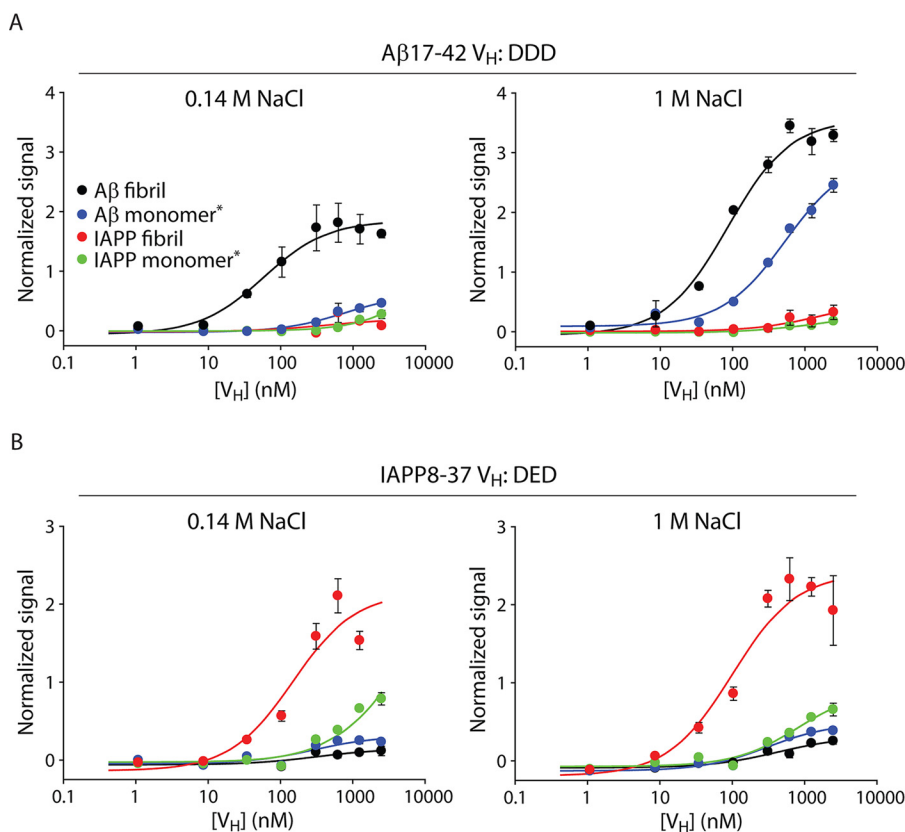 A
Aβ17-42 VH: DDD
0.14 M NaCl
1 M NaCl
Normalized signal
4
3
2
1
0
Aβ fibril
Aβ monomer*
IAPP fibril
IAPP monomer*
0.1 1 10 100 1000 10000
[VH] (nM)
Normalized signal
4
3
2
1
0
0.1 1 10 100 1000 10000
[VH] (nM)
B
IAPP8-37 VH: DED
0.14 M NaCl
1 M NaCl
Normalized signal
3
2
1
0
0.1 1 10 100 1000 10000
[VH] (nM)
Normalized signal
3
2
1
0
0.1 1 10 100 1000 10000
[VH] (nM)